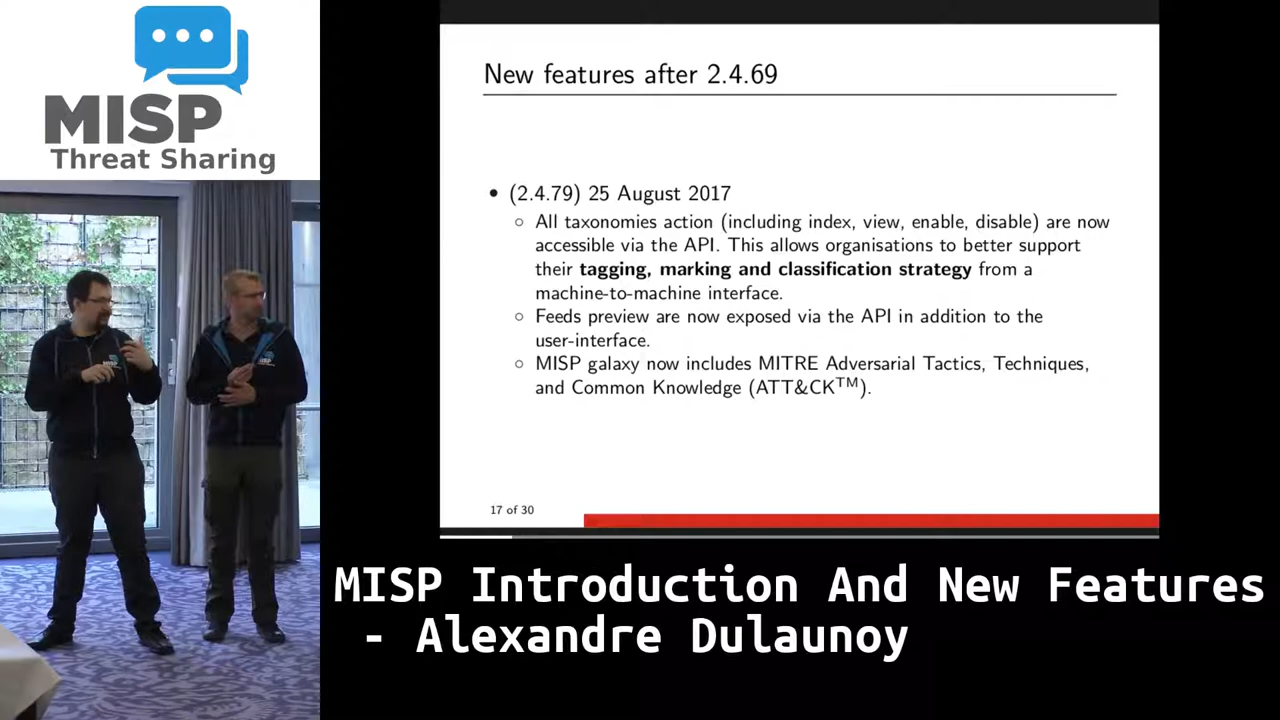 MISP
Threat Sharing
New features after 2.4.69
• (2.4.79) 25 August 2017
○ All taxonomies action (including index, view, enable, disable) are now
accessible via the API. This allows organisations to better support
their tagging, marking and classification strategy from a
machine-to-machine interface.
○ Feeds preview are now exposed via the API in addition to the
user-interface.
○ MISP galaxy now includes MITRE Adversarial Tactics, Techniques,
and Common Knowledge (ATT&CK™).
17 of 30
MISP Introduction And New Features
- Alexandre Dulaunoy